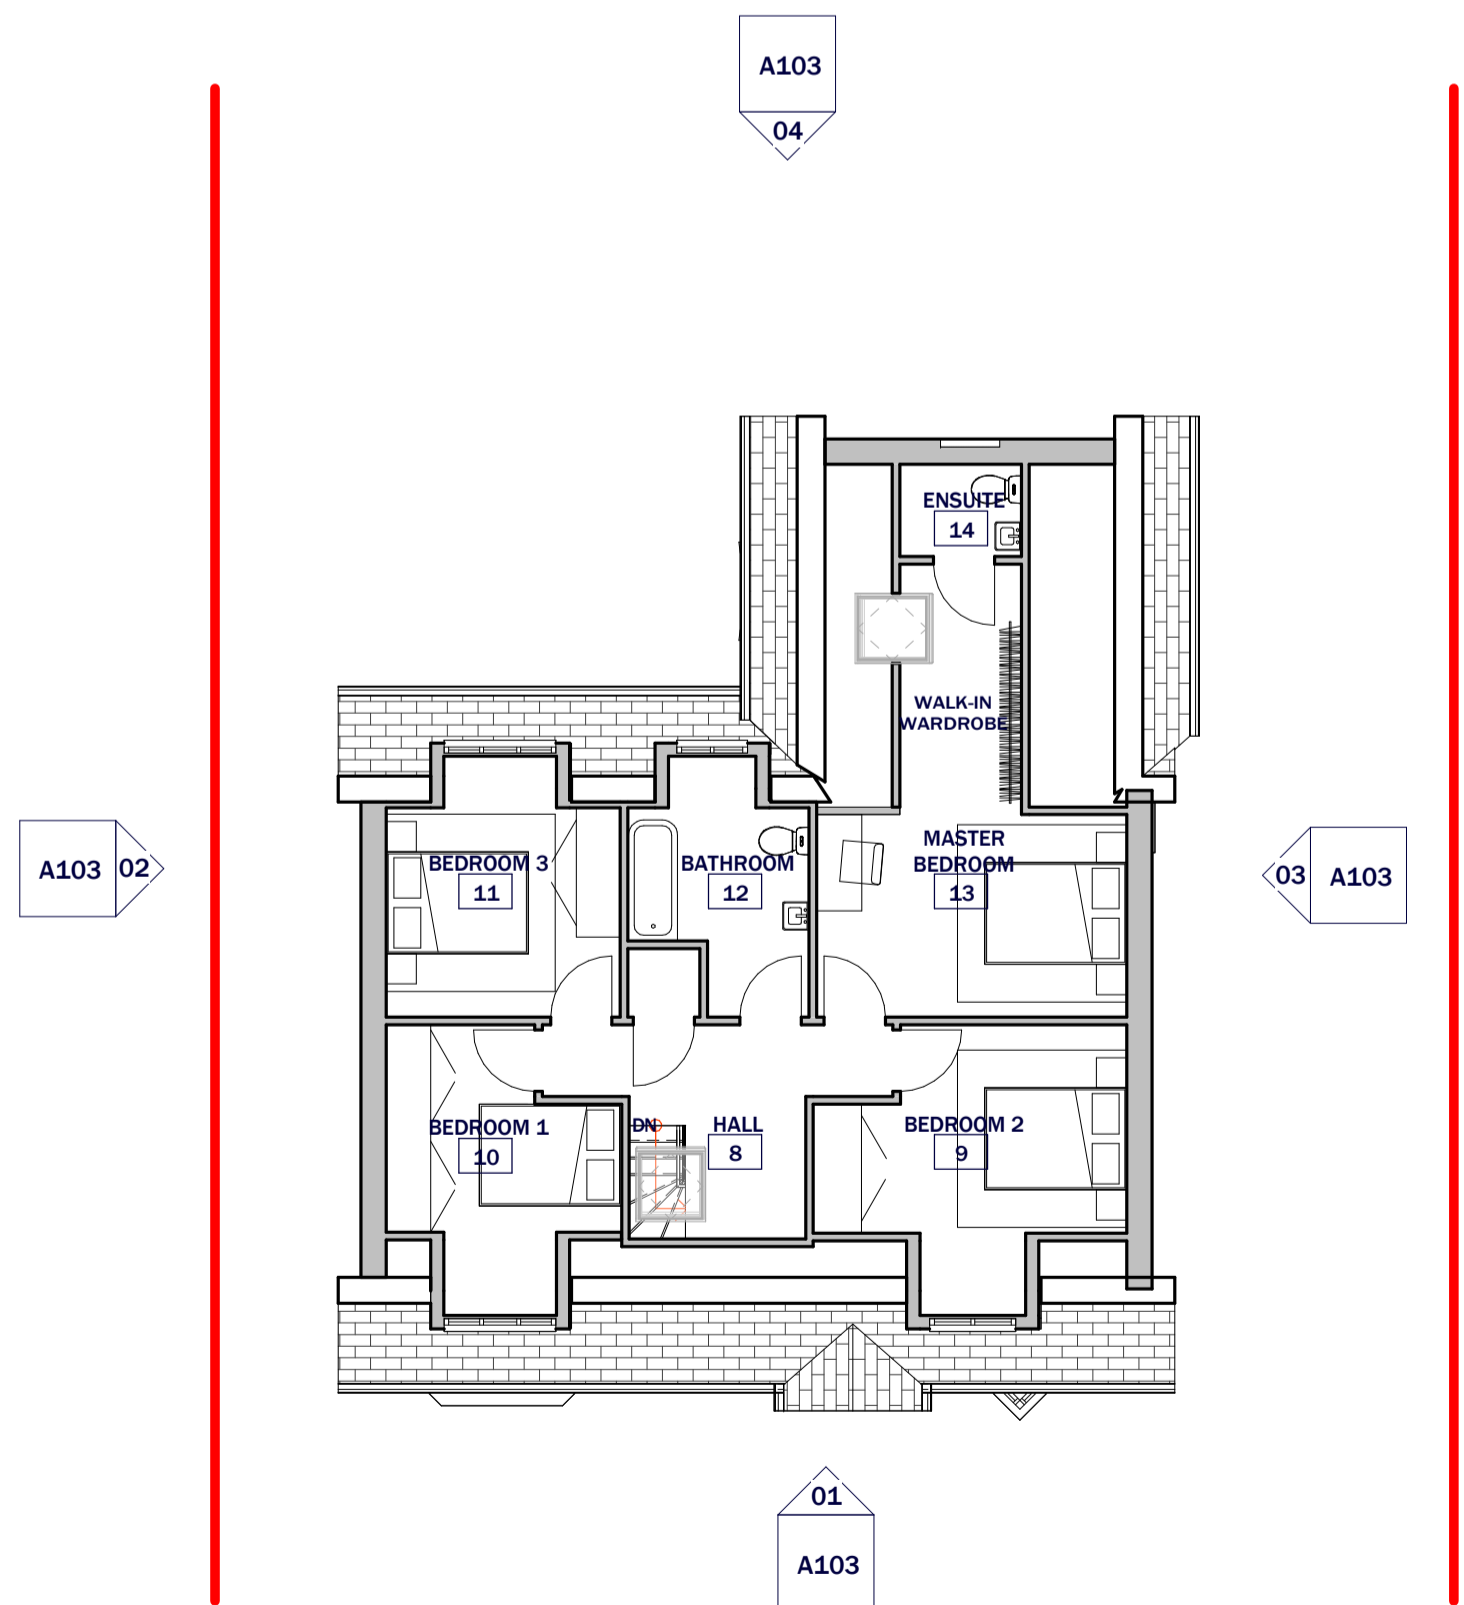 A103
04
ENSUITE
14
WALK-IN
WARDROBE
MASTER
BEDROOM
13
BEDROOM 3
11
BATHROOM
12
A103 02
03 A103
BEDROOM 1
10
DN
HALL
8
BEDROOM 2
9
01
A103